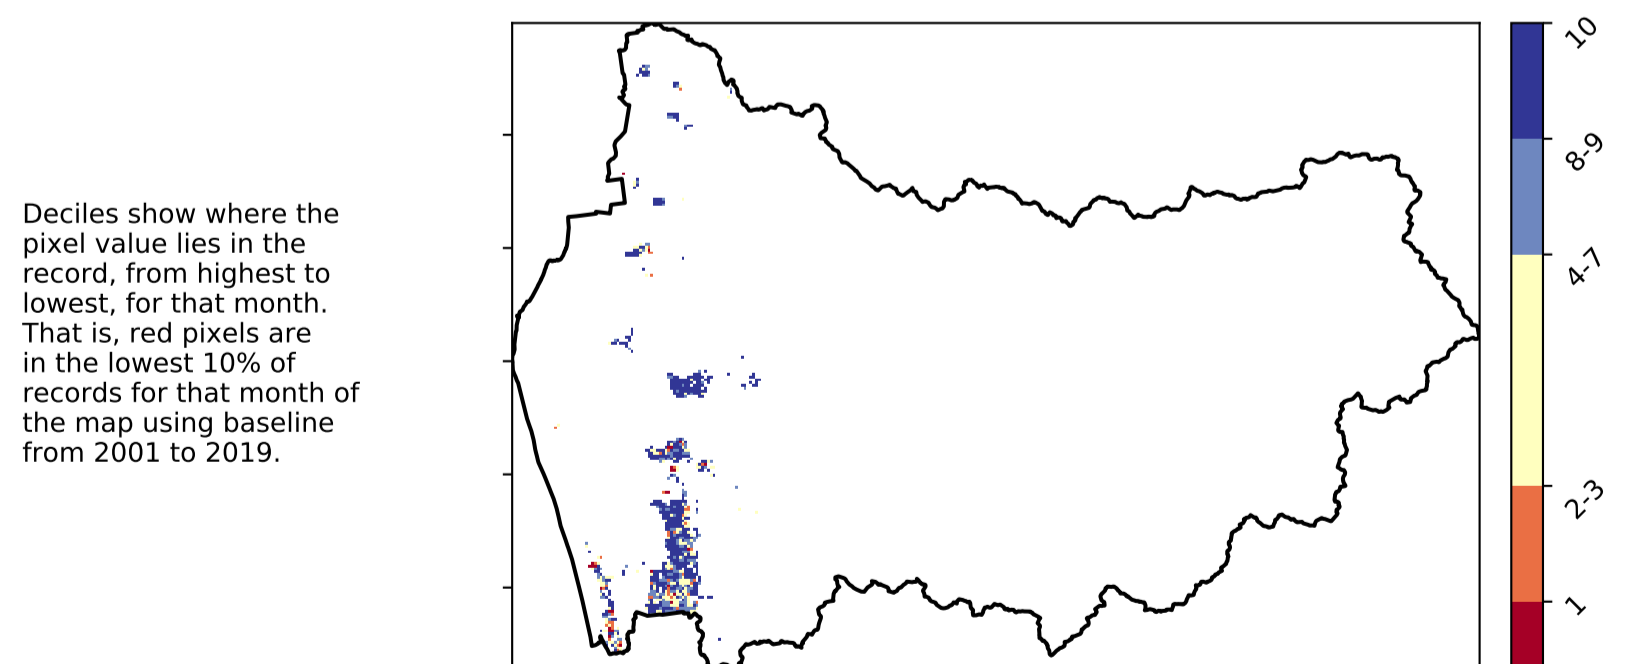 Deciles show where the
pixel value lies in the
record, from highest to
lowest, for that month.
That is, red pixels are
in the lowest 10% of
records for that month of
the map using baseline
from 2001 to 2019.
10
8-9
4-7
2-3
1